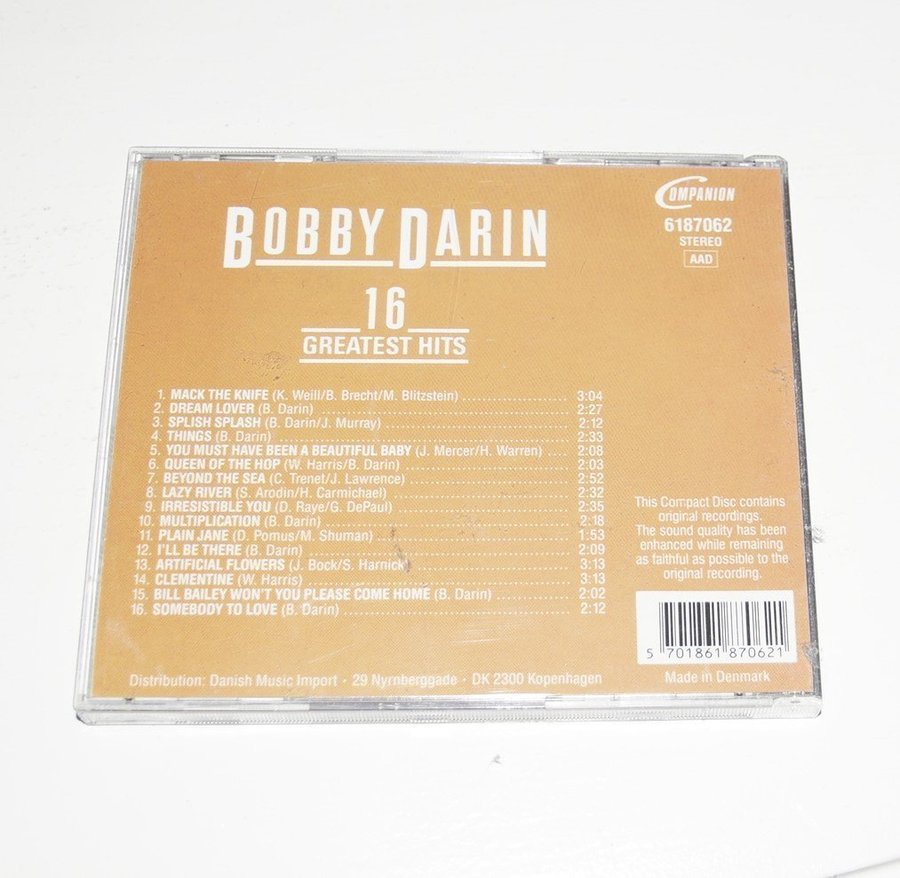 COMPANION
6187062
STEREO
AAD
BOBBY DARIN
16
GREATEST HITS
1. MACK THE KNIFE (K. Weill/B. Brecht/M. Blitzstein) 3:04
2. DREAM LOVER (B. Darin) 2:27
3. SPLISH SPLASH (B. Darin/J. Murray) 2:12
4. THINGS (B. Darin) 2:33
5. YOU MUST HAVE BEEN A BEAUTIFUL BABY (J. Mercer/H. Warren) 2:08
6. QUEEN OF THE HOP (W. Harris/B. Darin) 2:03
7. BEYOND THE SEA (C. Trenet/J. Lawrence) 2:52
8. LAZY RIVER (S. Arodin/H. Carmichael) 2:32
9. IRRESISTIBLE YOU (D. Raye/G. DePaul) 2:35
10. MULTIPLICATION (B. Darin) 2:18
11. PLAIN JANE (D. Pomus/M. Shuman) 1:53
12. I'LL BE THERE (B. Darin) 2:09
13. ARTIFICIAL FLOWERS (J. Bock/S. Harnick) 3:13
14. CLEMENTINE (W. Harris) 3:13
15. BILL BAILEY WON'T YOU PLEASE COME HOME (B. Darin) 2:02
16. SOMEBODY TO LOVE (B. Darin) 2:12
This Compact Disc contains
original recordings.
The sound quality has been
enhanced while remaining
as faithful as possible to the
original recording.
5 701861 870621
Distribution: Danish Music Import · 29 Nyrnberggade · DK 2300 Kopenhagen
Made in Denmark